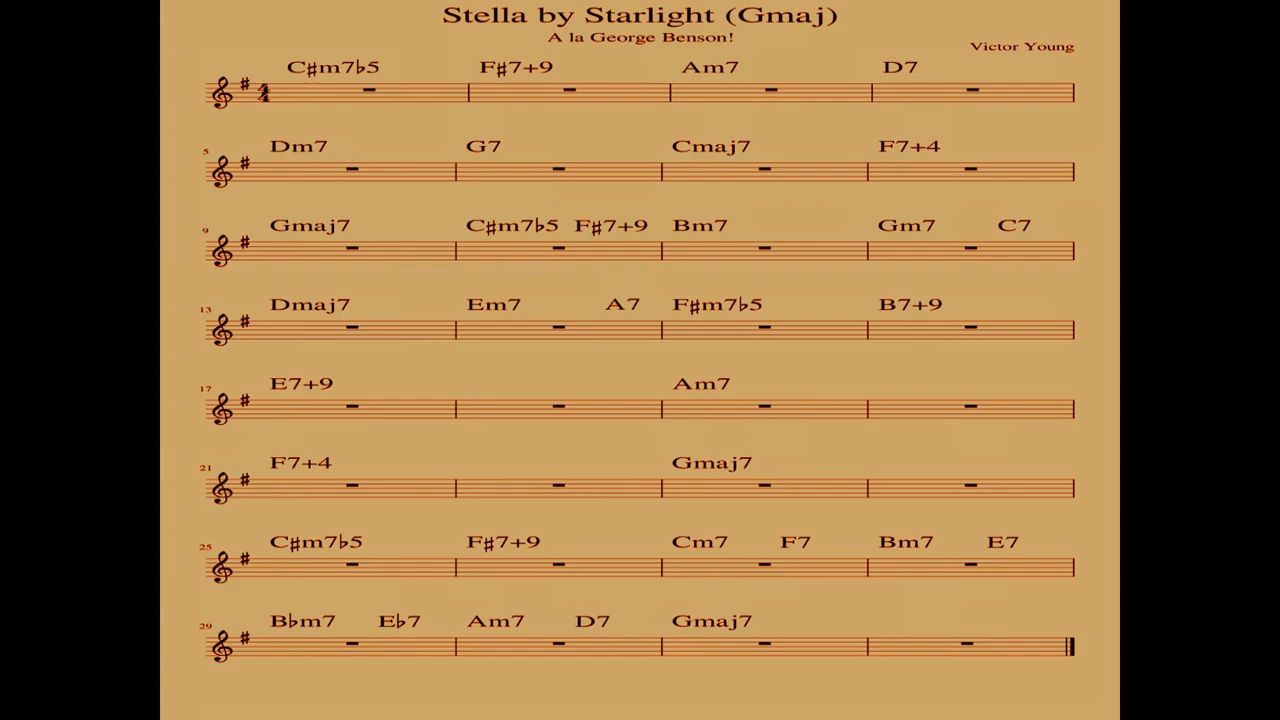 Stella by Starlight (Gmaj)
A la George Benson!
Victor Young
C♯m7♭5 F♯7+9 Am7 D7
4/4
5 Dm7 G7 Cmaj7 F7+4
9 Gmaj7 C♯m7♭5 F♯7+9 Bm7 Gm7 C7
13 Dmaj7 Em7 A7 F♯m7♭5 B7+9
17 E7+9 Am7
21 F7+4 Gmaj7
25 C♯m7♭5 F♯7+9 Cm7 F7 Bm7 E7
29 B♭m7 E♭7 Am7 D7 Gmaj7